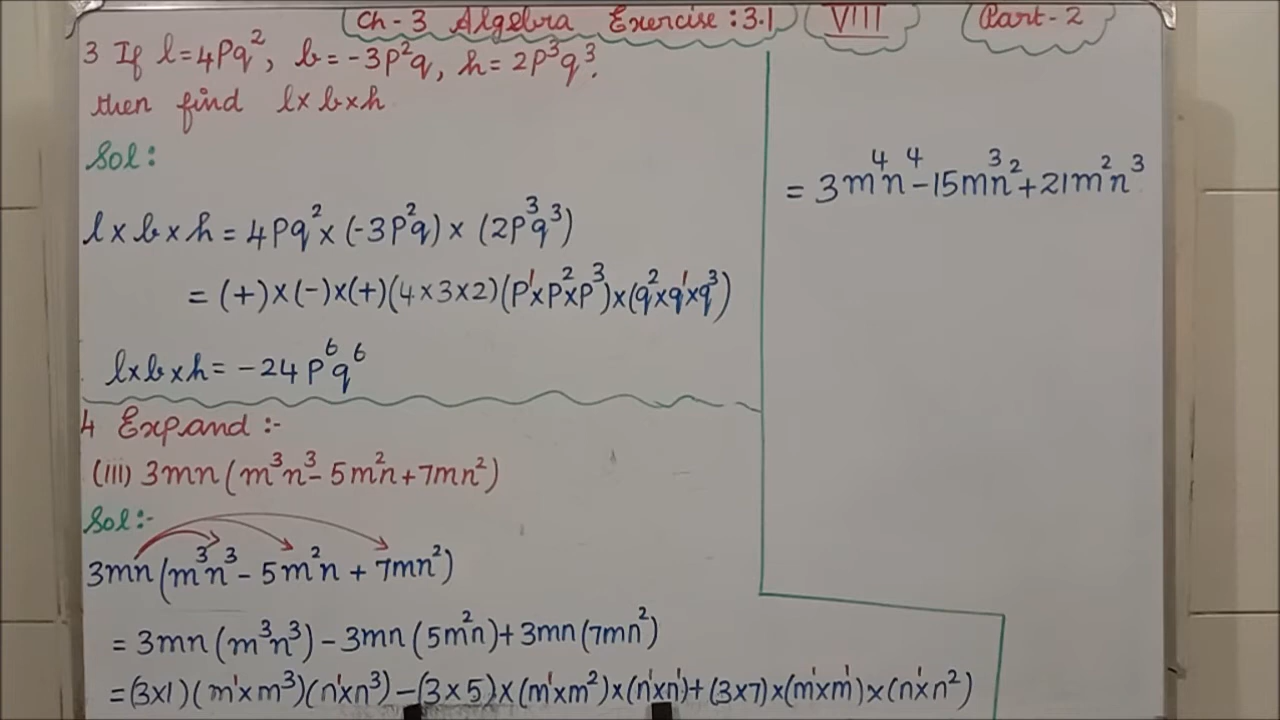 Ch-3 Algebra Exercise: 3.1 VIII Part-2
3 If l=4Pq², b=-3P²q, h=2P³q³.
then find l×b×h
Sol:
l×b×h = 4Pq² × (-3P²q) × (2P³q³)
= (+)×(-)×(+)(4×3×2)(P¹×P²×P³)×(q²×q¹×q³)
l×b×h = -24P⁶q⁶
4 Expand :-
(iii) 3mn(m³n³-5m²n+7mn²)
Sol:-
3mn(m³n³-5m²n+7mn²)
= 3mn(m³n³)-3mn(5m²n)+3mn(7mn²)
=(3×1)(m¹×m³)(n¹×n³)-(3×5)×(m¹×m²)×(n¹×n¹)+(3×7)×(m¹×m¹)×(n¹×n²)
= 3m⁴n⁴-15m³n²+21m²n³